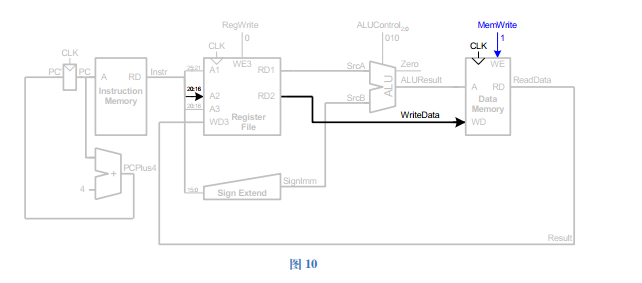 RegWrite
0
ALUControl2:0
010
MemWrite
1
CLK
CLK
CLK
PC'
PC
A
RD
Instruction
Memory
Instr
25:21
A1
WE3
RD1
SrcA
Zero
ALU
ALUResult
WE
A
RD
ReadData
20:16
A2
RD2
SrcB
Data
Memory
20:16
A3
Register
File
WD3
WriteData
WD
PCPlus4
+
4
SignImm
15:0
Sign Extend
Result
图 10